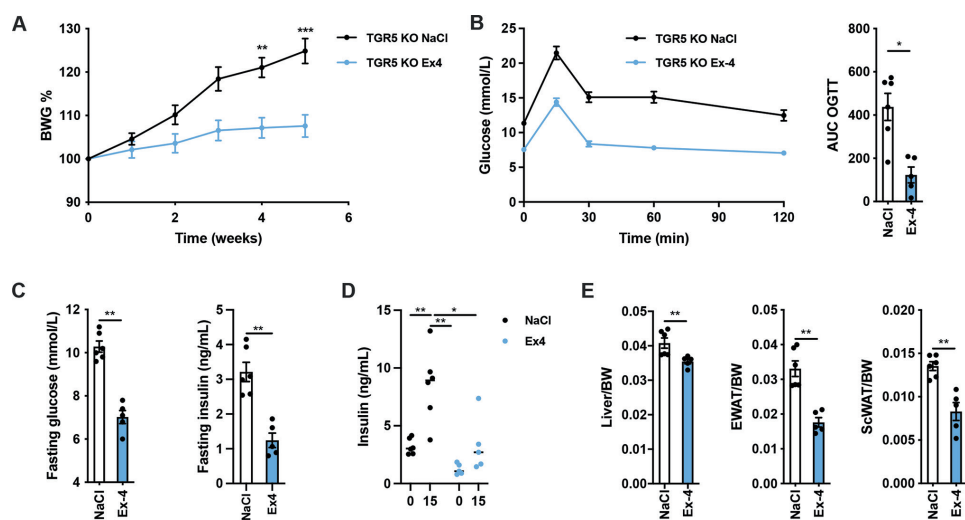 A
TGR5 KO NaCl
TGR5 KO Ex4
** ***
BWG %
130
120
110
100
90
0 2 4 6
Time (weeks)
B
TGR5 KO NaCl
TGR5 KO Ex-4
Glucose (mmol/L)
25
20
15
10
5
0
0 30 60 90 120
Time (min)
*
AUC OGTT
800
600
400
200
0
NaCl
Ex-4
C
**
Fasting glucose (mmol/L)
12
10
8
6
4
NaCl
Ex-4
**
Fasting insulin (ng/mL)
5
4
3
2
1
0
NaCl
Ex4
D
NaCl
Ex4
** *
**
Insulin (ng/mL)
15
10
5
0
0 15 0 15
E
**
Liver/BW
0.05
0.04
0.03
0.02
0.01
0.00
NaCl
Ex-4
**
EWAT/BW
0.05
0.04
0.03
0.02
0.01
0.00
NaCl
Ex-4
**
ScWAT/BW
0.020
0.015
0.010
0.005
0.000
NaCl
Ex-4